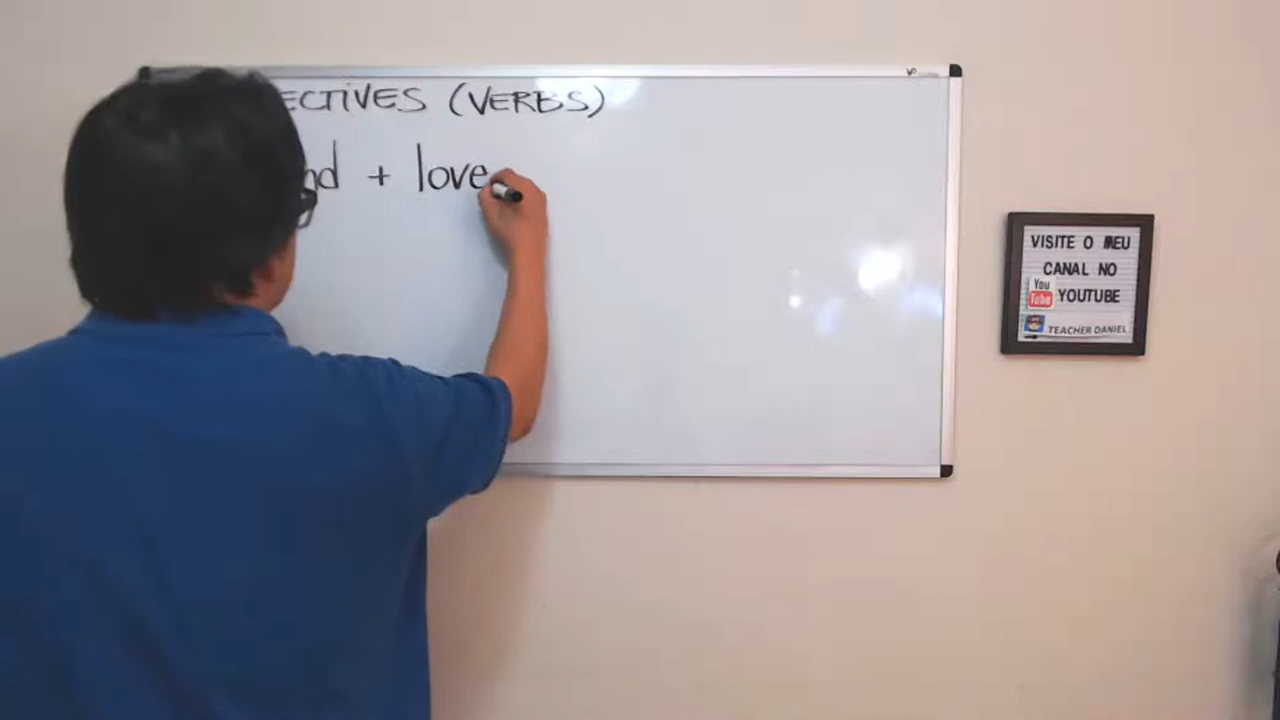 ECTIVES (VERBS)
nd + love
VISITE O MEU
CANAL NO
You
Tube YOUTUBE
TEACHER DANIEL